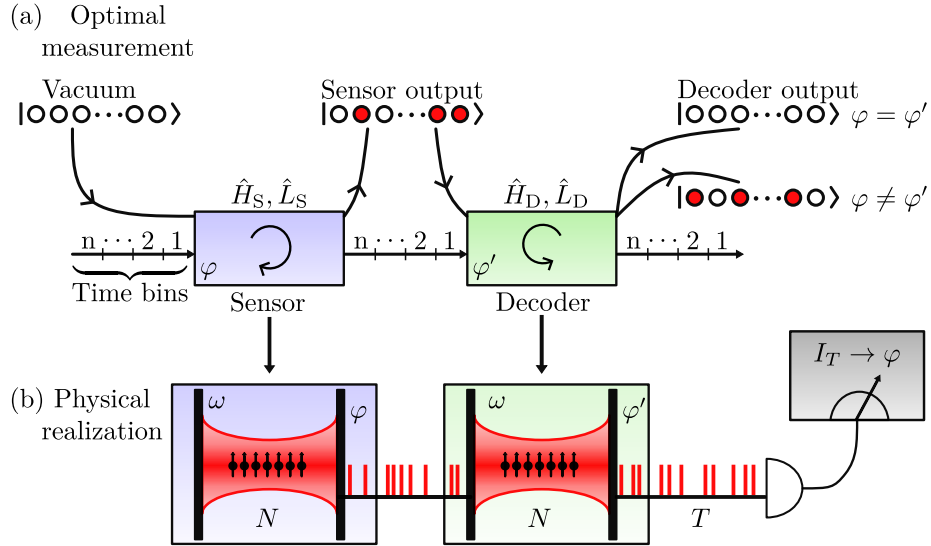 (a) Optimal
measurement
Vacuum
Sensor output
Decoder output
|○○○⋯○○⟩
|○●○⋯●●⟩
|○○○⋯○○⟩ φ = φ′
|●○●⋯●○⟩ φ ≠ φ′
Ĥ_S, L̂_S
Ĥ_D, L̂_D
n ⋯ 2 1
n ⋯ 2 1
n ⋯ 2 1
φ
φ′
Time bins
Sensor
Decoder
I_T → φ
(b) Physical
realization
ω
φ
ω
φ′
N
N
T